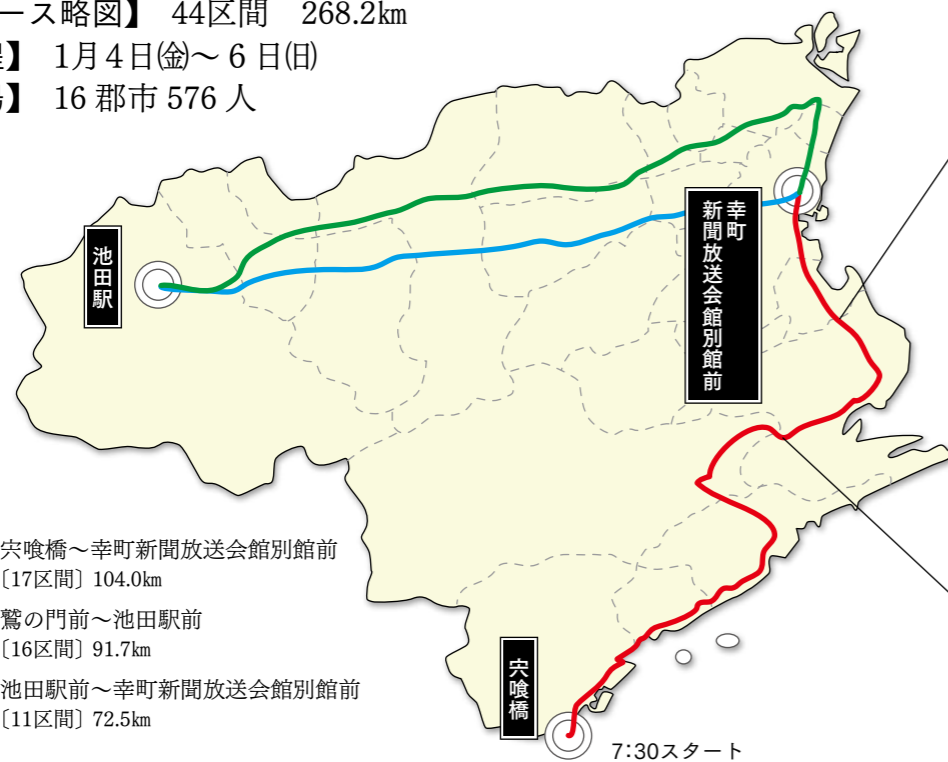 ース略図】 44区間 268.2㎞
】 1月4日㈮～6日㈰
】 16郡市 576人
池田駅
幸町
新聞放送会館別館前
宍喰橋～幸町新聞放送会館別館前
〔17区間〕104.0㎞
鷲の門前～池田駅前
〔16区間〕91.7㎞
池田駅前～幸町新聞放送会館別館前
〔11区間〕72.5㎞
宍喰橋
7:30スタート